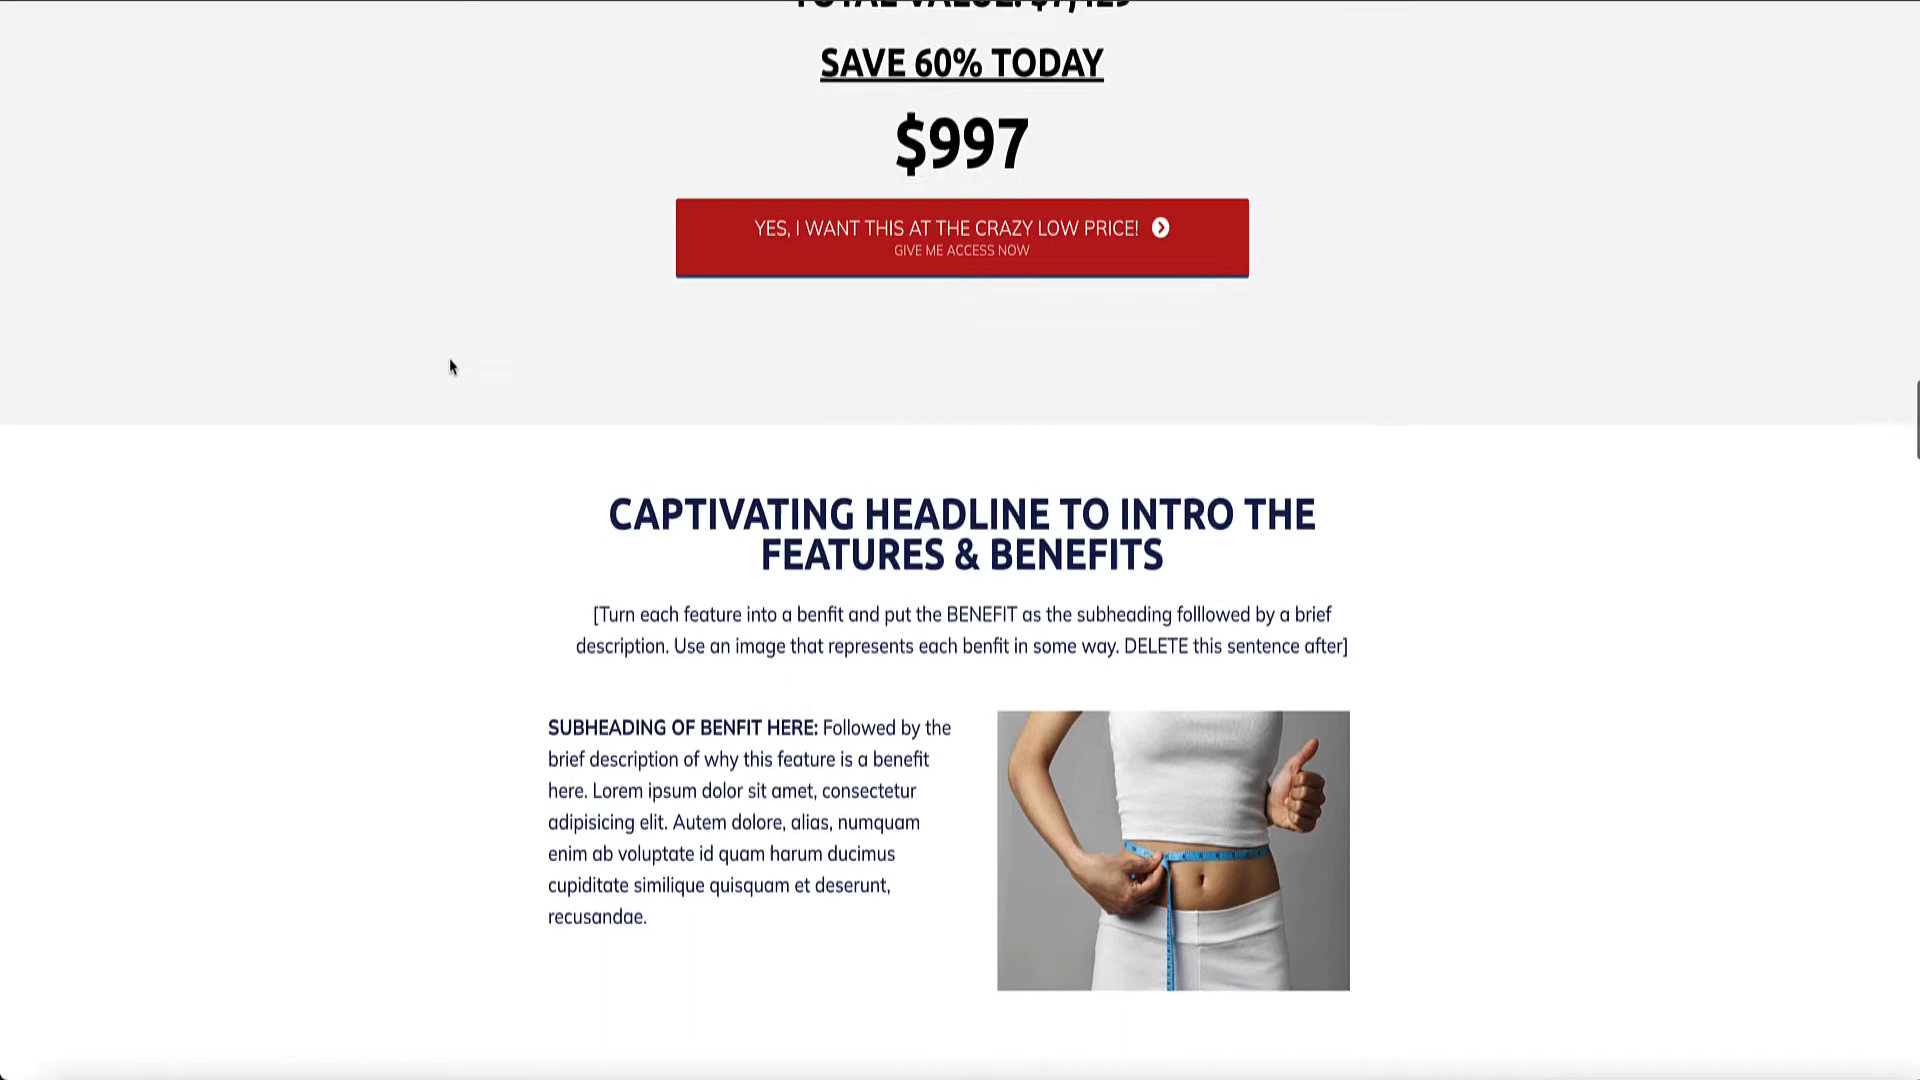 TOTAL VALUE:
SAVE 60% TODAY
$997
YES, I WANT THIS AT THE CRAZY LOW PRICE!
GIVE ME ACCESS NOW
CAPTIVATING HEADLINE TO INTRO THE
FEATURES & BENEFITS
[Turn each feature into a benfit and put the BENEFIT as the subheading folllowed by a brief
description. Use an image that represents each benfit in some way. DELETE this sentence after]
SUBHEADING OF BENFIT HERE: Followed by the
brief description of why this feature is a benefit
here. Lorem ipsum dolor sit amet, consectetur
adipisicing elit. Autem dolore, alias, numquam
enim ab voluptate id quam harum ducimus
cupiditate similique quisquam et deserunt,
recusandae.